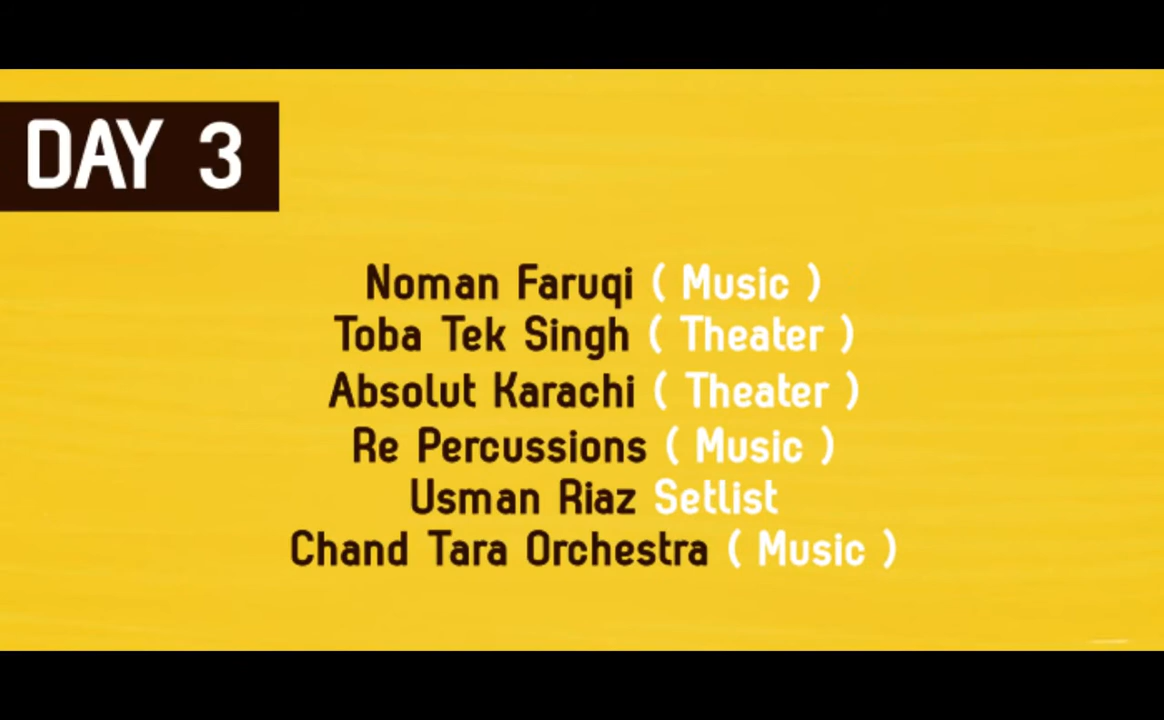 DAY 3
Noman Faruqi ( Music )
Toba Tek Singh ( Theater )
Absolut Karachi ( Theater )
Re Percussions ( Music )
Usman Riaz Setlist
Chand Tara Orchestra ( Music )